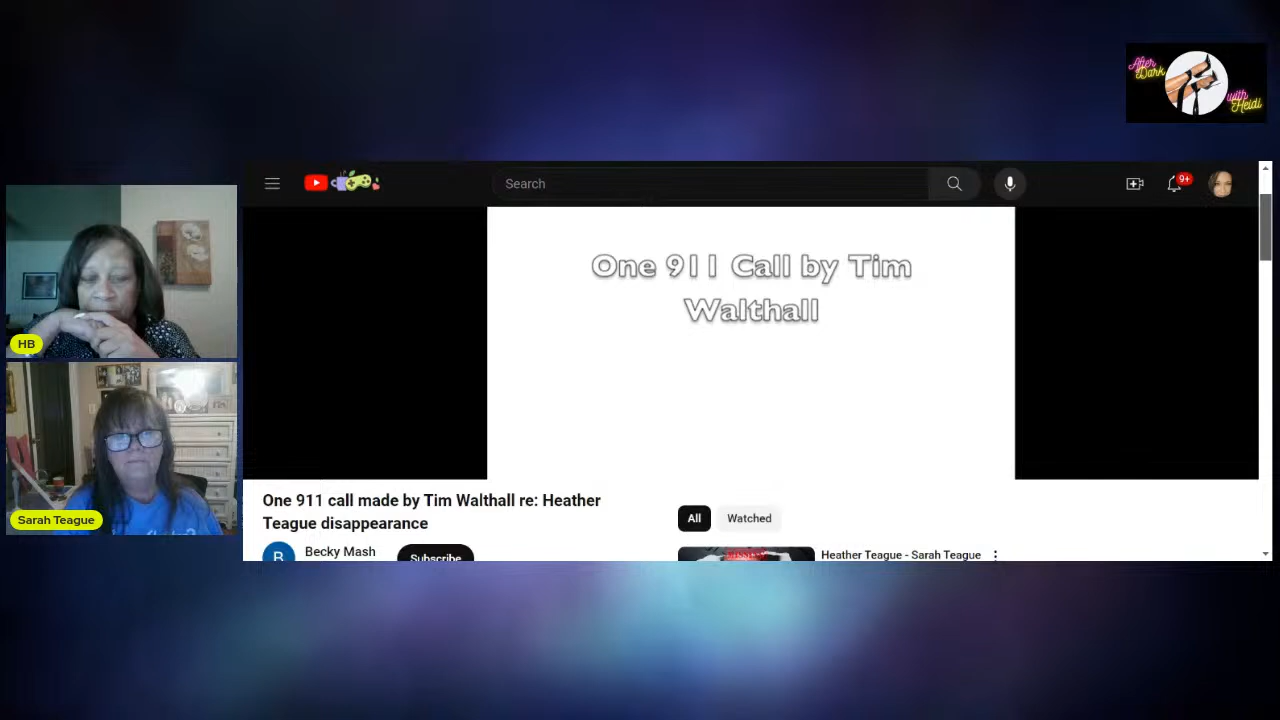 After
Dark
with
Heidi
Search
9+
One 911 Call by Tim
Walthall
HB
Sarah Teague
One 911 call made by Tim Walthall re: Heather
Teague disappearance
All
Watched
B
Becky Mash
Subscribe
Heather Teague - Sarah Teague